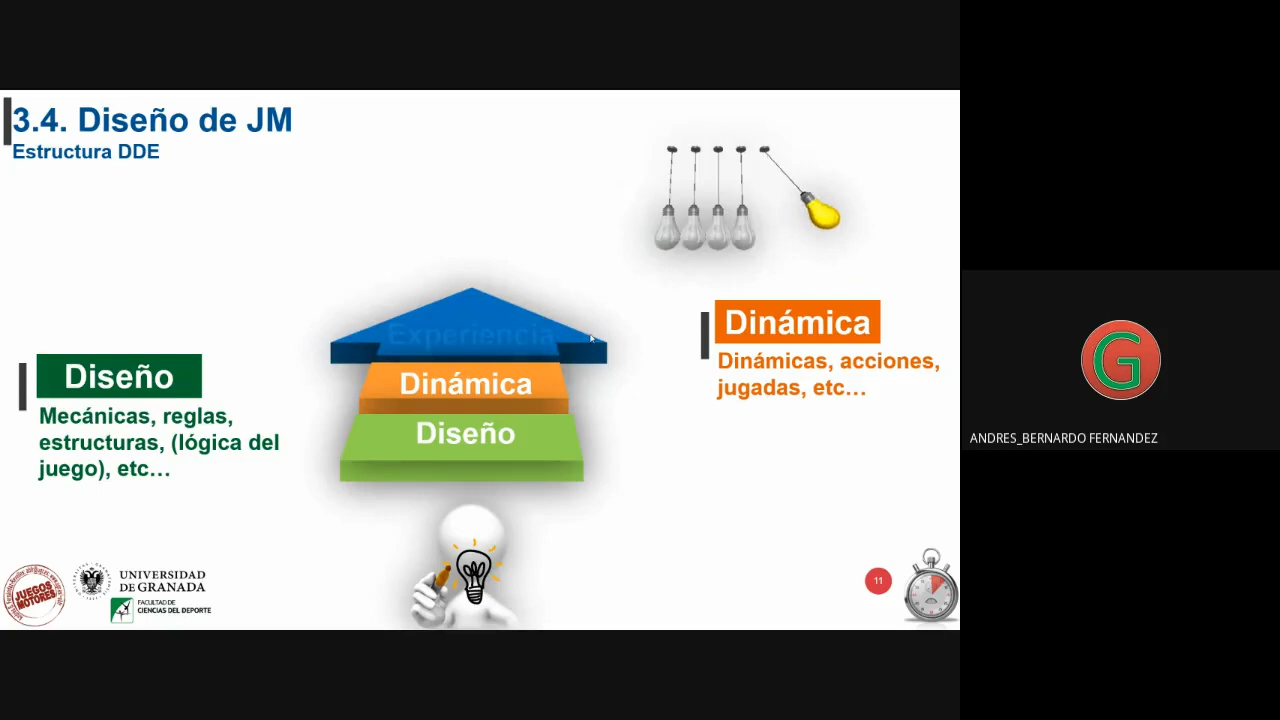 3.4. Diseño de JM
Estructura DDE
Experiencia
Dinámica
Dinámicas, acciones,
jugadas, etc...
Diseño
Mecánicas, reglas,
estructuras, (lógica del
juego), etc...
Dinámica
Diseño
ANDRES_BERNARDO FERNANDEZ
G
JUEGOS
MOTORES
UNIVERSIDAD
DE GRANADA
FACULTAD DE
CIENCIAS DEL DEPORTE
11